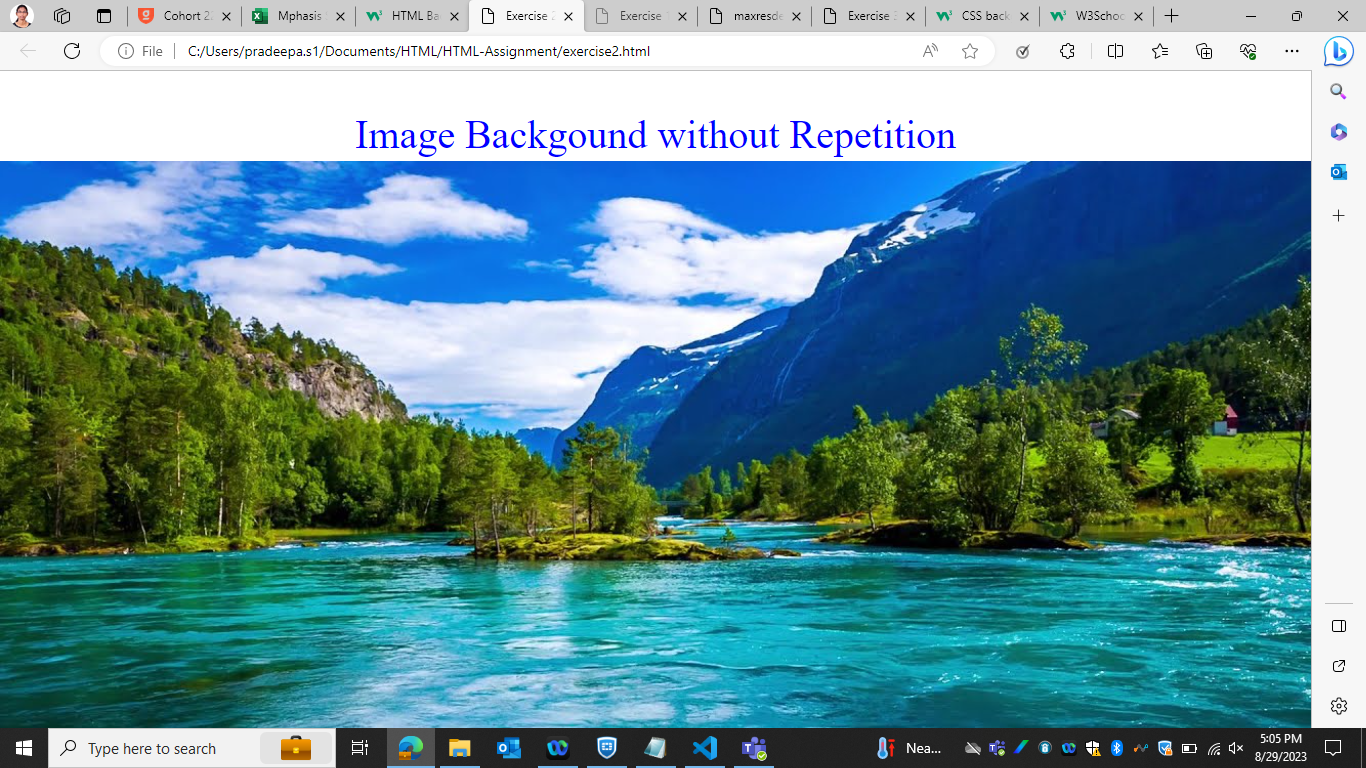 Cohort 2
Mphasis
HTML Ba
Exercise 2
Exercise
maxresde
Exercise
CSS back
W3Schoo
File
C:/Users/pradeepa.s1/Documents/HTML/HTML-Assignment/exercise2.html
Image Backgound without Repetition
Type here to search
Nea...
5:05 PM
8/29/2023